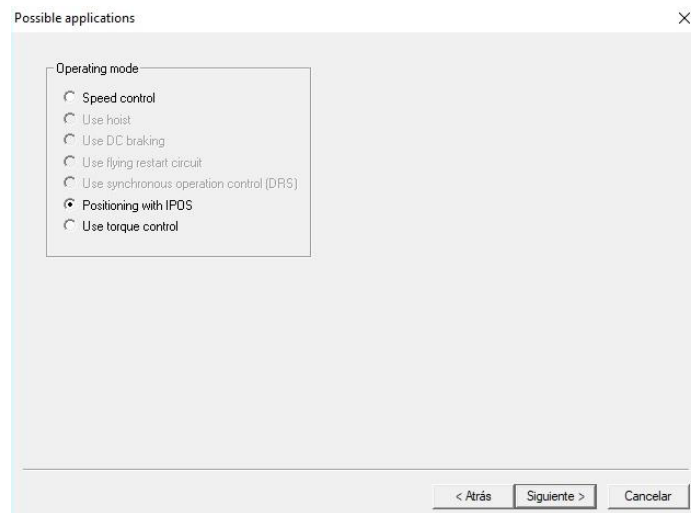 Possible applications
Operating mode
Speed control
Use hoist
Use DC braking
Use flying restart circuit
Use synchronous operation control (DRS)
Positioning with IPOS
Use torque control
< Atrás Siguiente > Cancelar